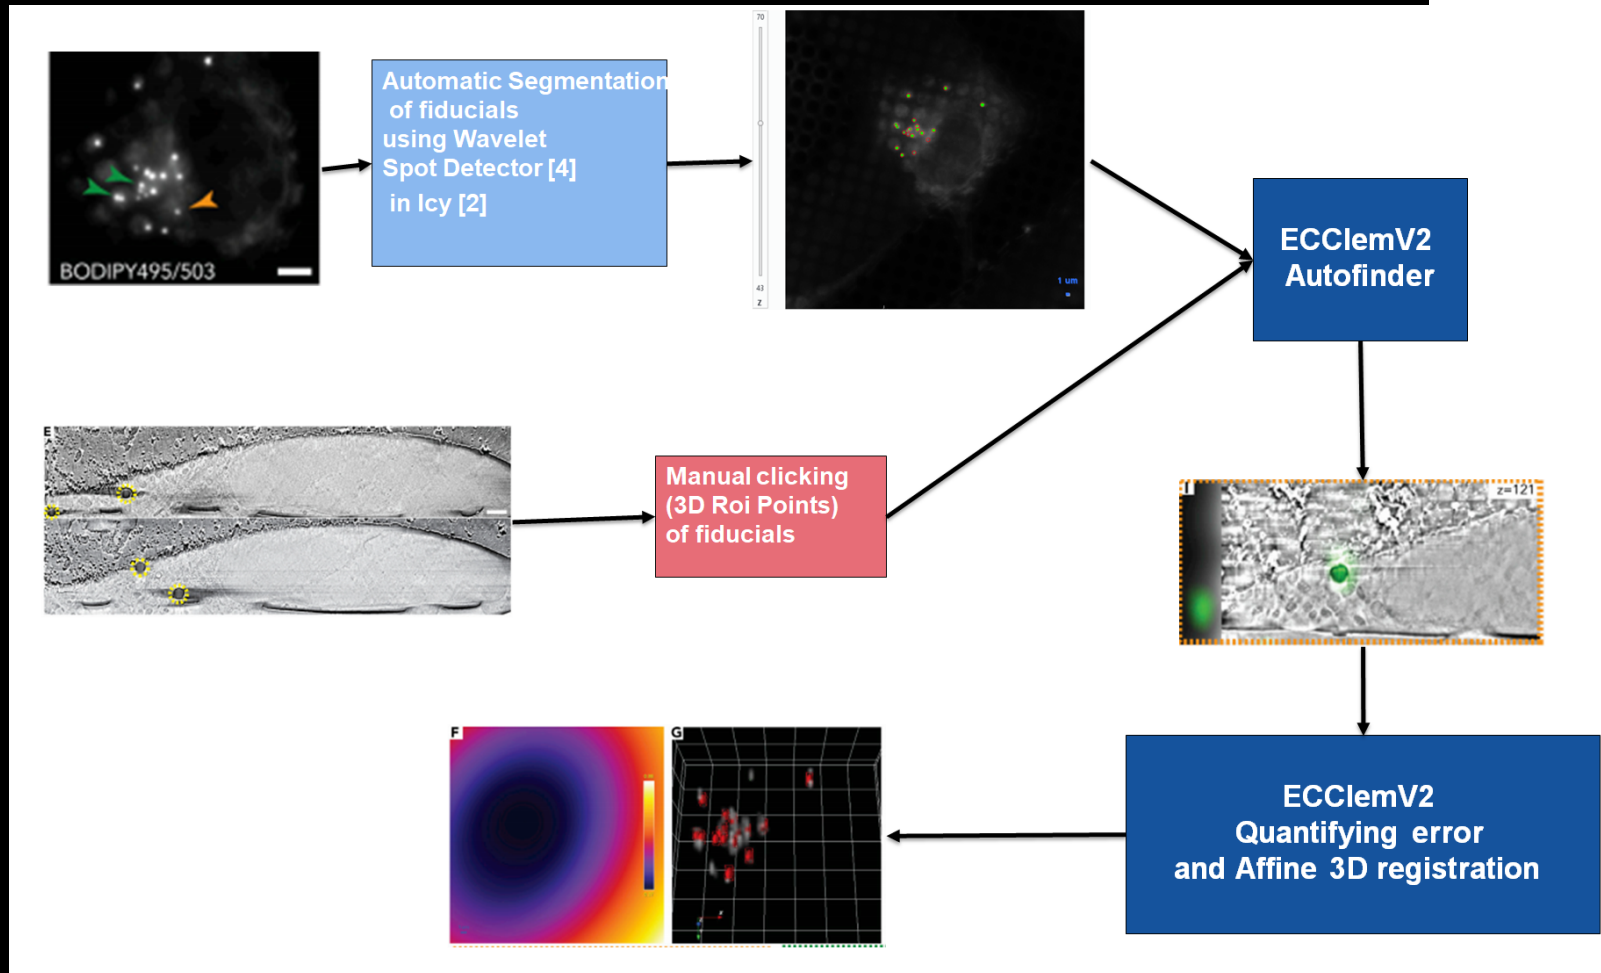 BODIPY495/503
Automatic Segmentation
of fiducials
using Wavelet
Spot Detector [4]
in Icy [2]
70
43
Z
1 um
ECClemV2
Autofinder
E
Manual clicking
(3D Roi Points)
of fiducials
I
z=121
F
G
ECClemV2
Quantifying error
and Affine 3D registration